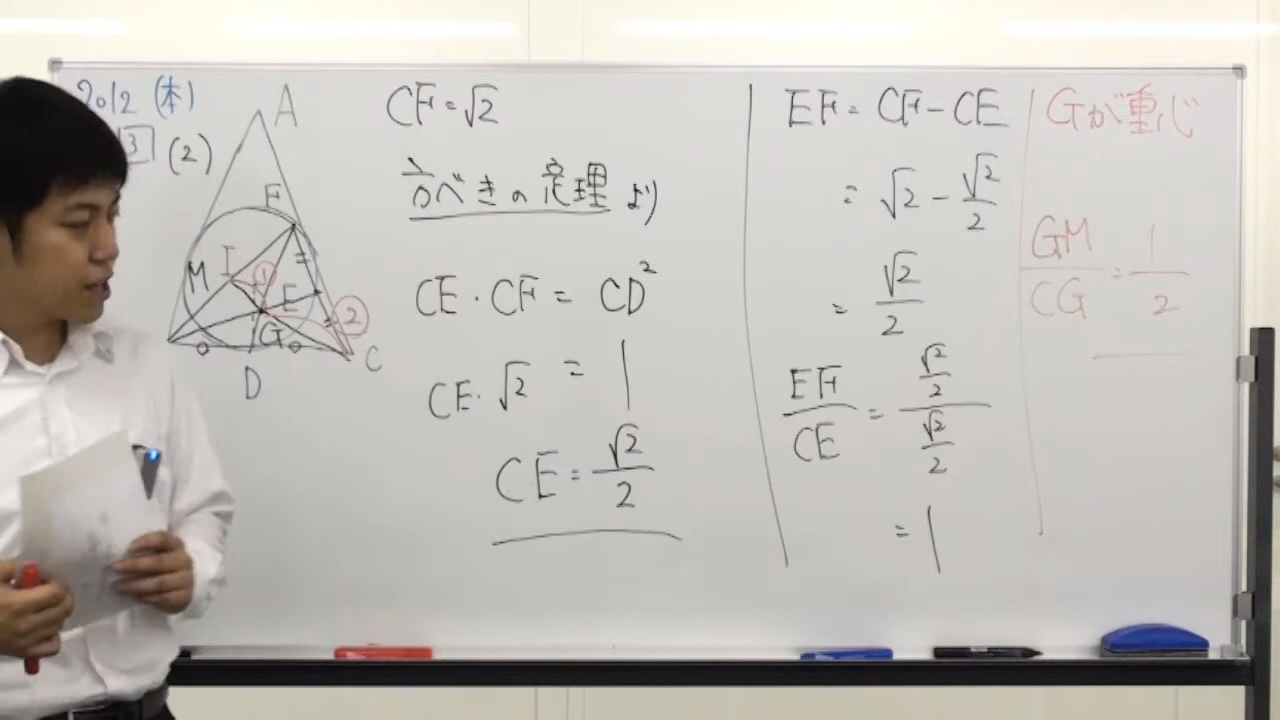 2012 (本)
3 (2)
A
F
M
I
①
E
②
G
C
D
CF=√2
方べきの定理より
CE・CF = CD²
CE・√2 = 1
CE = √2/2
EF = CF-CE
= √2 - √2/2
= √2/2
EF/CE = (√2/2)/(√2/2)
= 1
Gが重心
GM/CG = 1/2